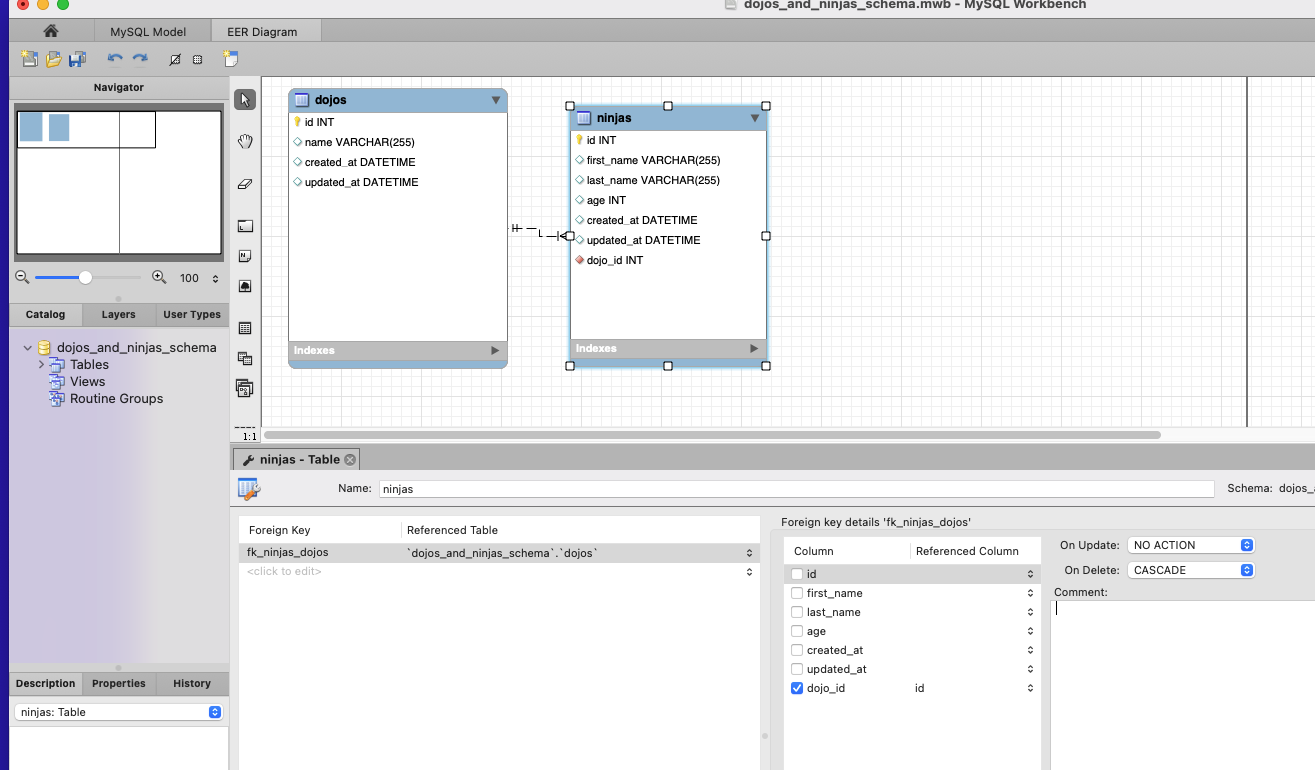 dojos_and_ninjas_schema.mwb - MySQL Workbench
MySQL Model
EER Diagram
Navigator
100
Catalog
Layers
User Types
dojos_and_ninjas_schema
Tables
Views
Routine Groups
Description
Properties
History
ninjas: Table
1:1
dojos
id INT
name VARCHAR(255)
created_at DATETIME
updated_at DATETIME
Indexes
ninjas
id INT
first_name VARCHAR(255)
last_name VARCHAR(255)
age INT
created_at DATETIME
updated_at DATETIME
dojo_id INT
Indexes
ninjas - Table
Name: ninjas
Schema: dojos_a
Foreign Key Referenced Table
fk_ninjas_dojos `dojos_and_ninjas_schema`.`dojos`
<click to edit>
Foreign key details 'fk_ninjas_dojos'
Column Referenced Column
id
first_name
last_name
age
created_at
updated_at
dojo_id id
On Update: NO ACTION
On Delete: CASCADE
Comment: